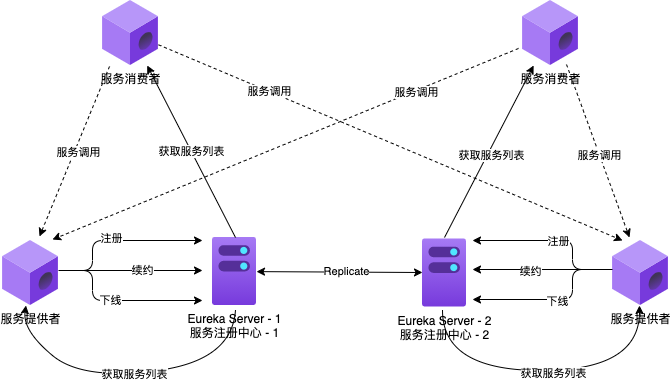 服务消费者
服务消费者
服务调用
服务调用
服务调用
获取服务列表
获取服务列表
服务调用
注册
注册
续约
Replicate
续约
下线
下线
服务提供者
Eureka Server - 1
服务注册中心 - 1
Eureka Server - 2
服务注册中心 - 2
服务提供者
获取服务列表
获取服务列表